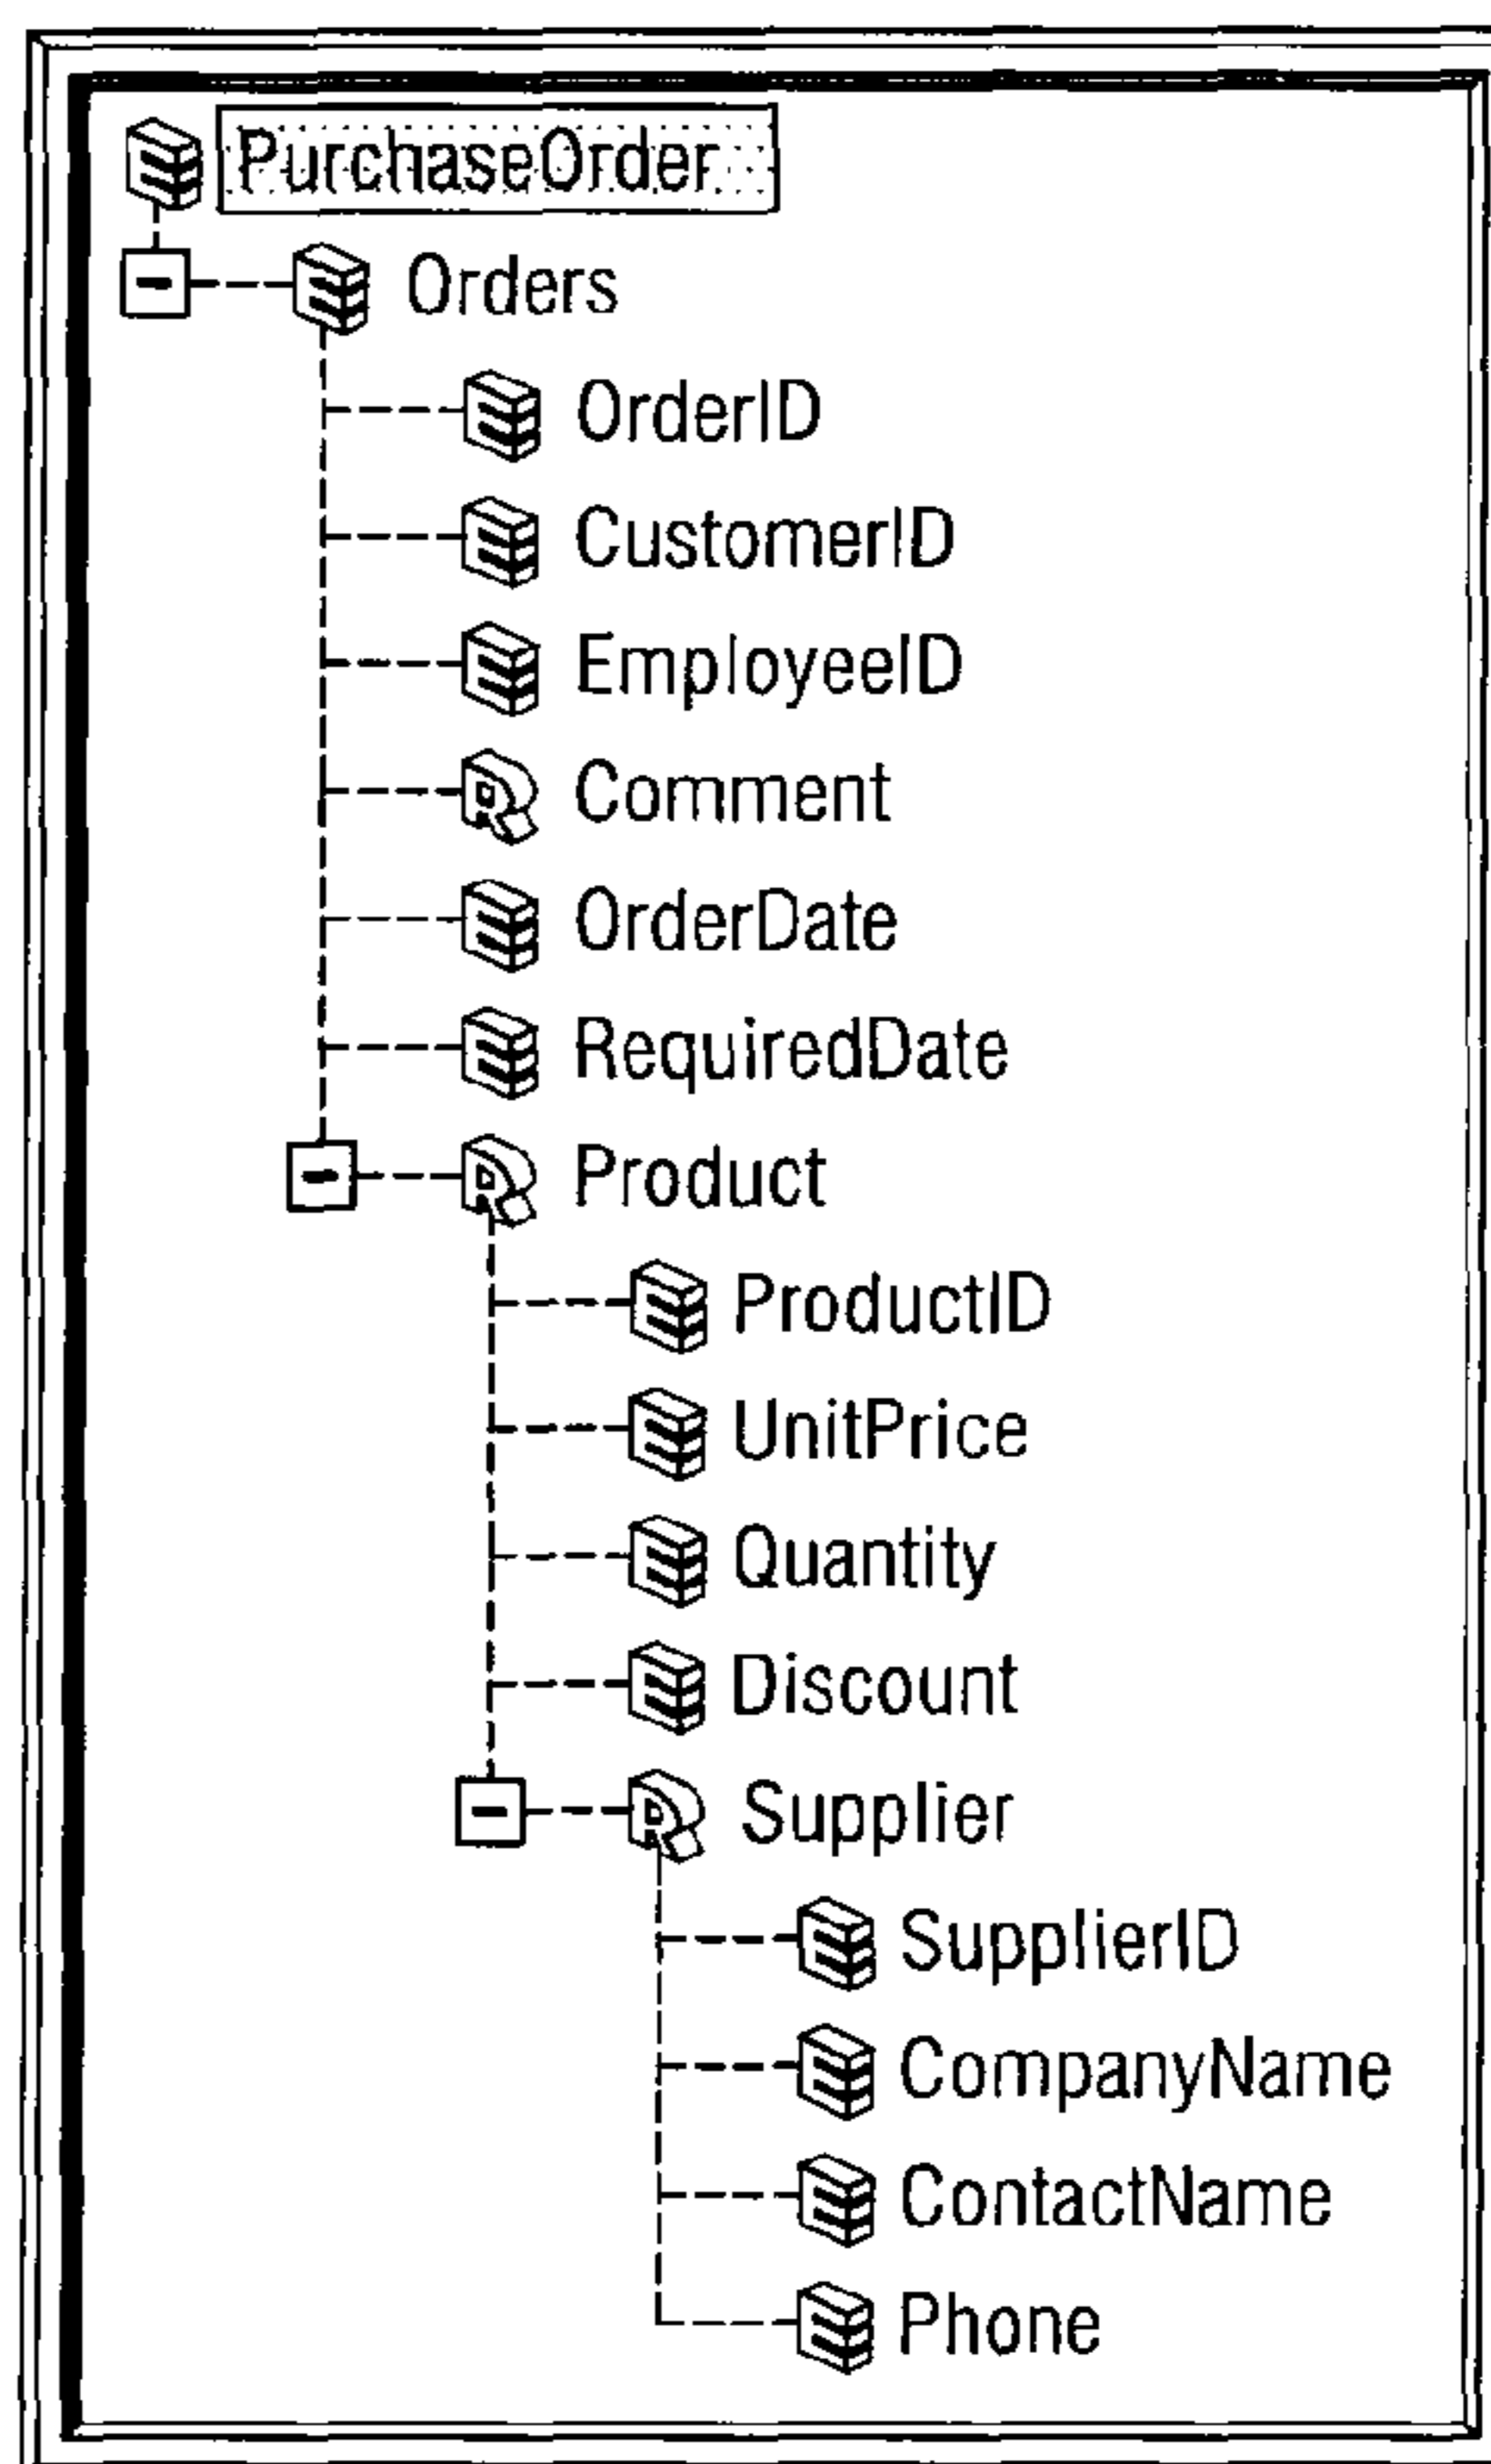 PurchaseOrder
Orders
OrderID
CustomerID
EmployeeID
Comment
OrderDate
RequiredDate
Product
ProductID
UnitPrice
Quantity
Discount
Supplier
SupplierID
CompanyName
ContactName
Phone